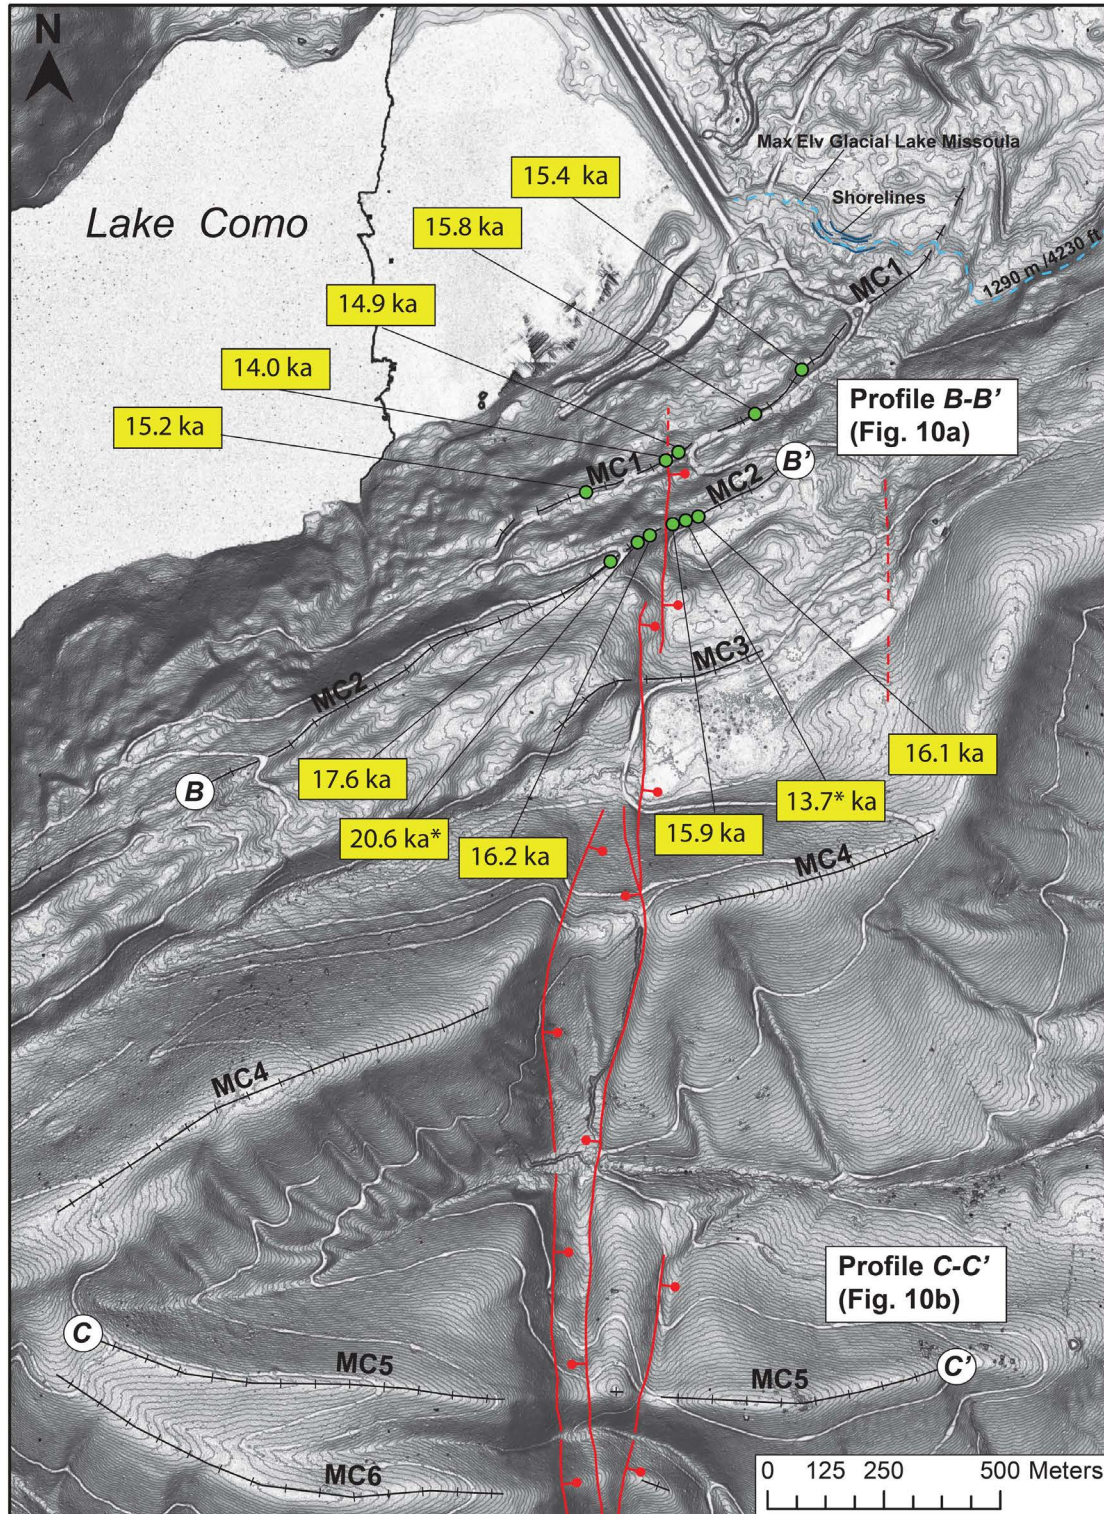 N
Max Elv Glacial Lake Missoula
15.4 ka
Shorelines
Lake Como
15.8 ka
1290 m /4230 ft
MC1
14.9 ka
14.0 ka
Profile B-B’
(Fig. 10a)
15.2 ka
MC1
B’
MC2
MC3
MC2
B
17.6 ka
16.1 ka
13.7* ka
20.6 ka*
16.2 ka
15.9 ka
MC4
MC4
Profile C-C’
(Fig. 10b)
C
MC5
MC5
C’
MC6
0 125 250 500 Meters